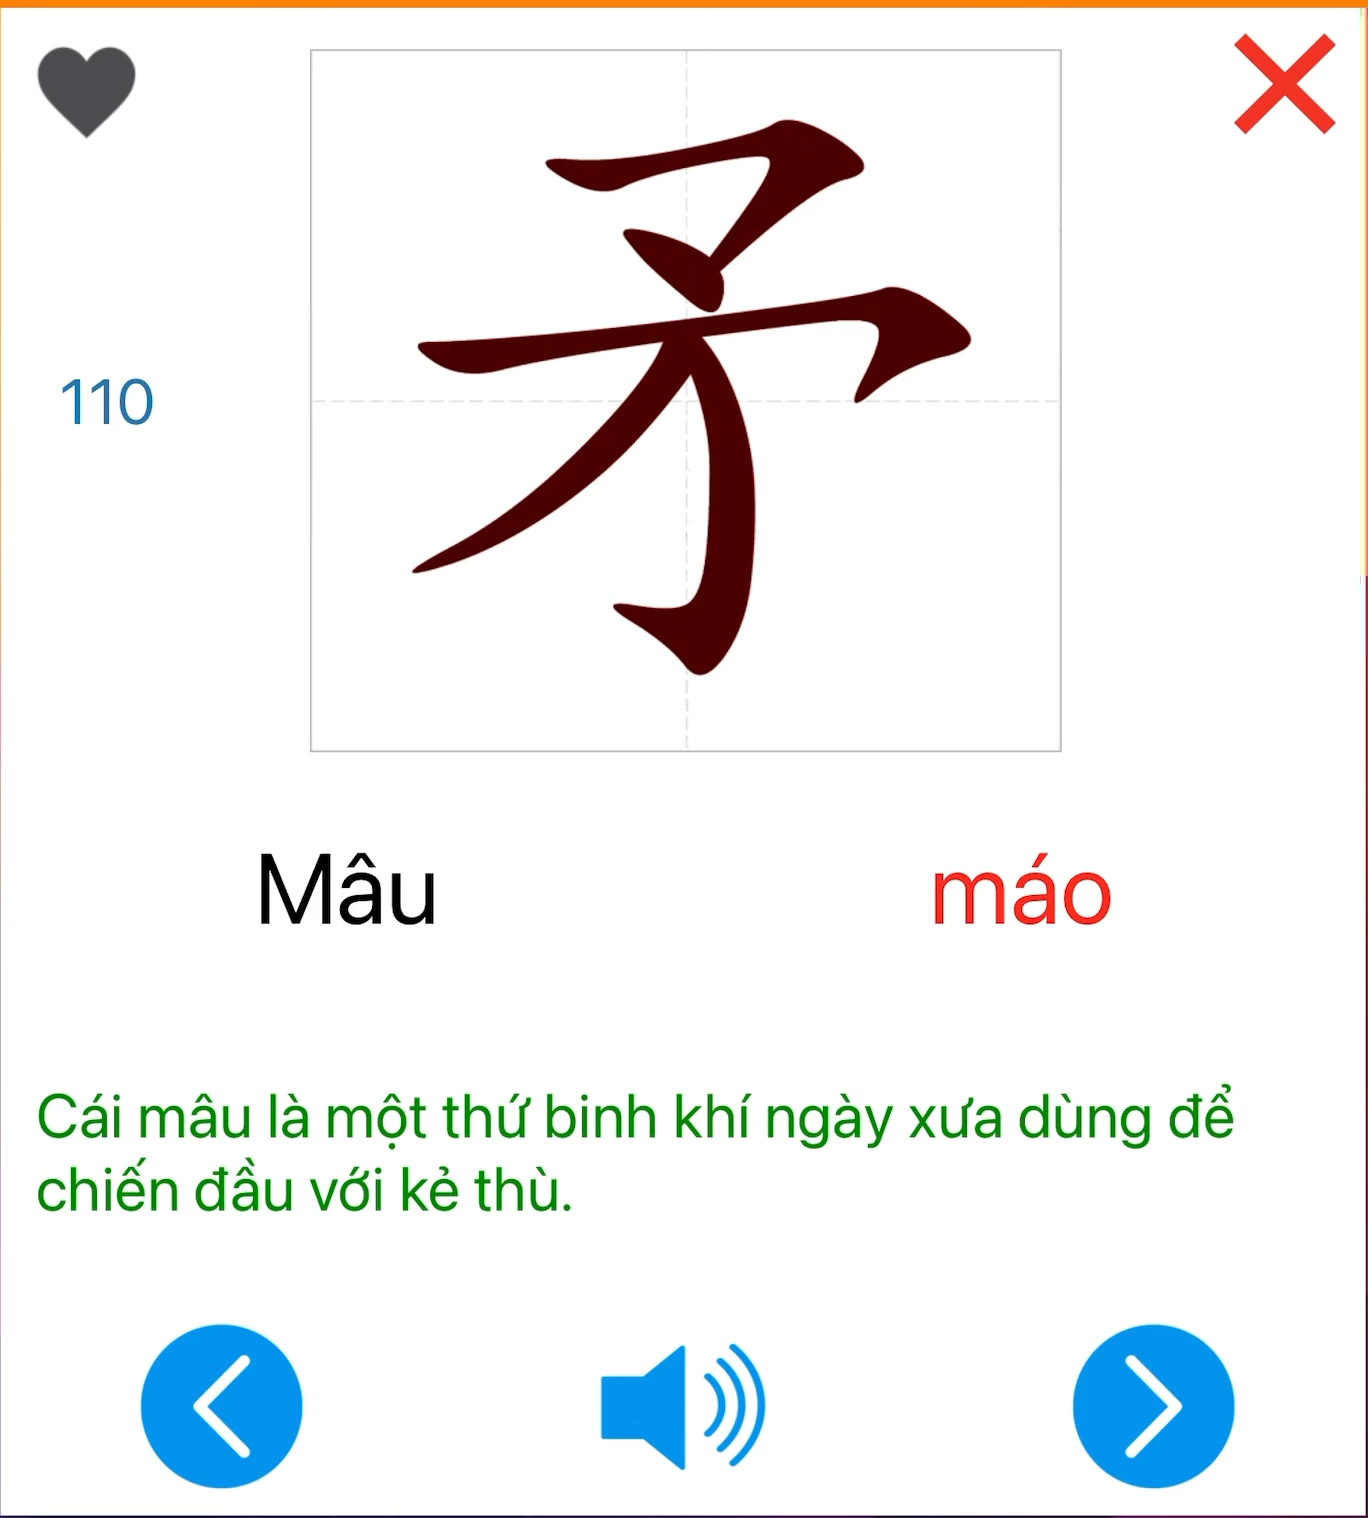 矛
110
Mâu
máo
Cái mâu là một thứ binh khí ngày xưa dùng để
chiến đầu với kẻ thù.